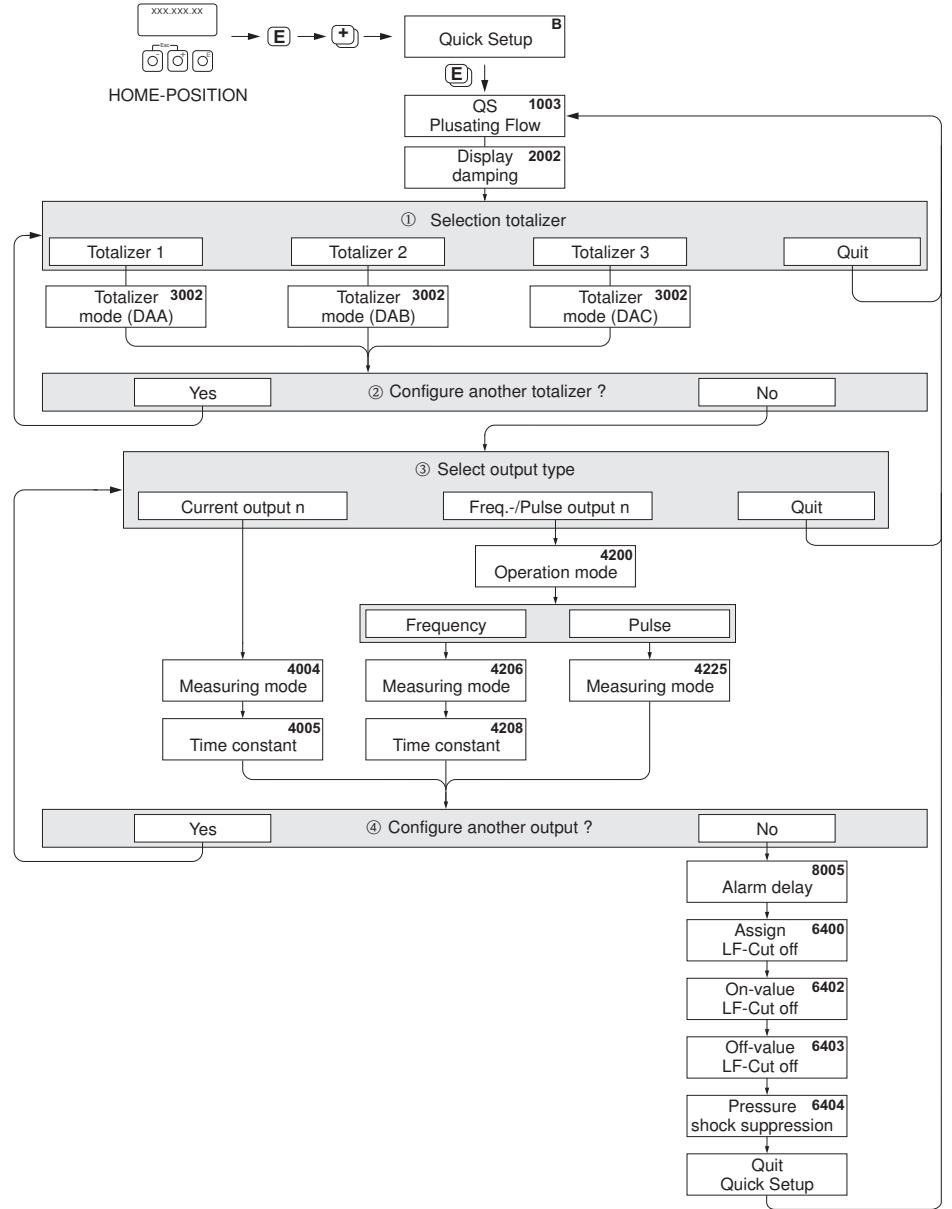 xxx.xxx.xx
Esc
- + E
HOME-POSITION
E
+
B
Quick Setup
E
QS 1003
Plusating Flow
Display 2002
damping
① Selection totalizer
Totalizer 1 Totalizer 2 Totalizer 3 Quit
Totalizer 3002 Totalizer 3002 Totalizer 3002
mode (DAA) mode (DAB) mode (DAC)
Yes ② Configure another totalizer ? No
③ Select output type
Current output n Freq.-/Pulse output n Quit
4200
Operation mode
Frequency Pulse
4004 4206 4225
Measuring mode Measuring mode Measuring mode
4005 4208
Time constant Time constant
Yes ④ Configure another output ? No
8005
Alarm delay
Assign 6400
LF-Cut off
On-value 6402
LF-Cut off
Off-value 6403
LF-Cut off
Pressure 6404
shock suppression
Quit
Quick Setup